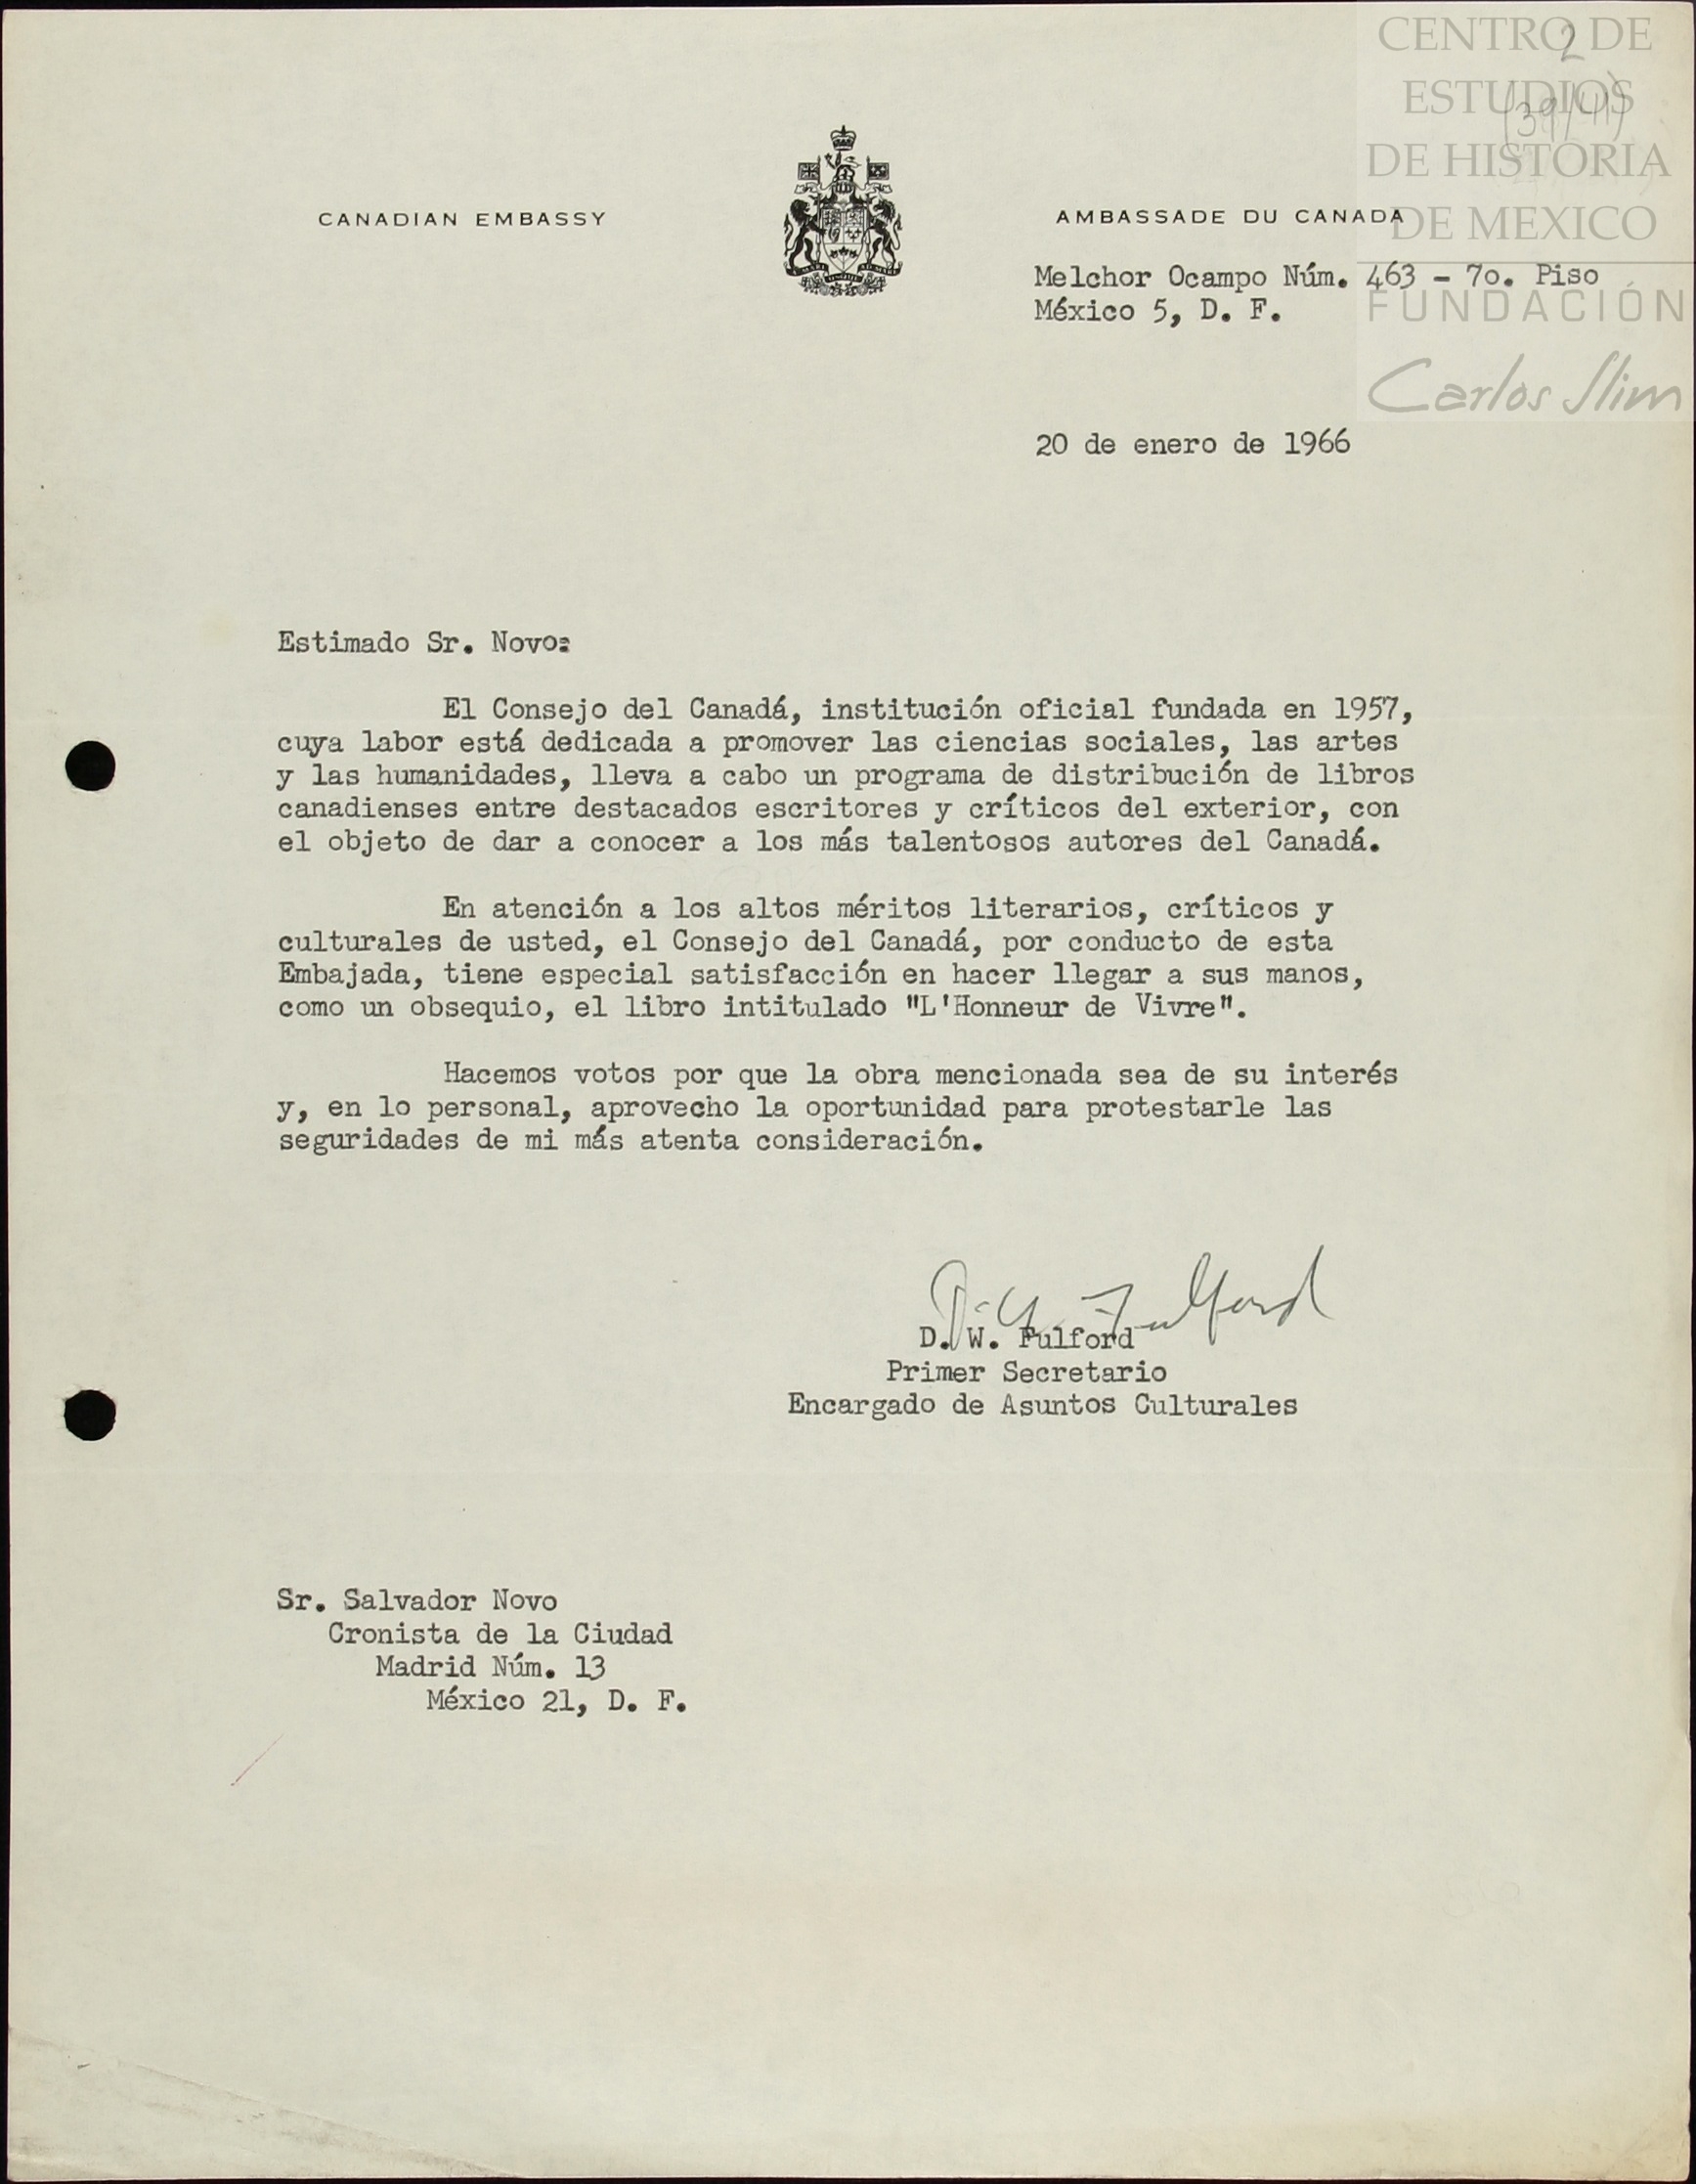 CENTRO DE
ESTUDIOS
DE HISTORIA
DE MEXICO
FUNDACIÓN
Carlos Slim
2
(39/41)
CANADIAN EMBASSY
AMBASSADE DU CANADA
Melchor Ocampo Núm. 463 - 7o. Piso
México 5, D. F.
20 de enero de 1966
Estimado Sr. Novo:
El Consejo del Canadá, institución oficial fundada en 1957,
cuya labor está dedicada a promover las ciencias sociales, las artes
y las humanidades, lleva a cabo un programa de distribución de libros
canadienses entre destacados escritores y críticos del exterior, con
el objeto de dar a conocer a los más talentosos autores del Canadá.
En atención a los altos méritos literarios, críticos y
culturales de usted, el Consejo del Canadá, por conducto de esta
Embajada, tiene especial satisfacción en hacer llegar a sus manos,
como un obsequio, el libro intitulado "L'Honneur de Vivre".
Hacemos votos por que la obra mencionada sea de su interés
y, en lo personal, aprovecho la oportunidad para protestarle las
seguridades de mi más atenta consideración.
D. W. Fulford
Primer Secretario
Encargado de Asuntos Culturales
Sr. Salvador Novo
Cronista de la Ciudad
Madrid Núm. 13
México 21, D. F.